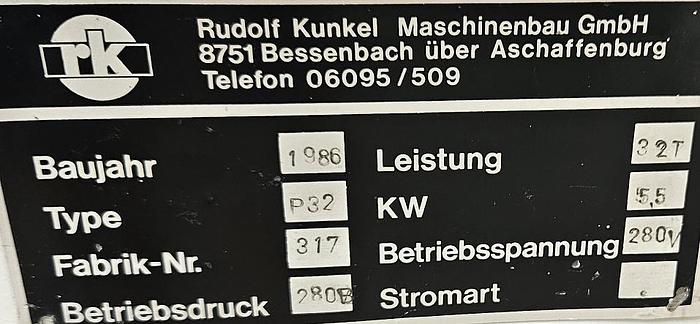 rk
Rudolf Kunkel Maschinenbau GmbH
8751 Bessenbach über Aschaffenburg
Telefon 06095/509
Baujahr 1986 Leistung 32T
Type P32 KW 5,5
Fabrik-Nr. 317 Betriebsspannung 280V
Betriebsdruck 280B Stromart